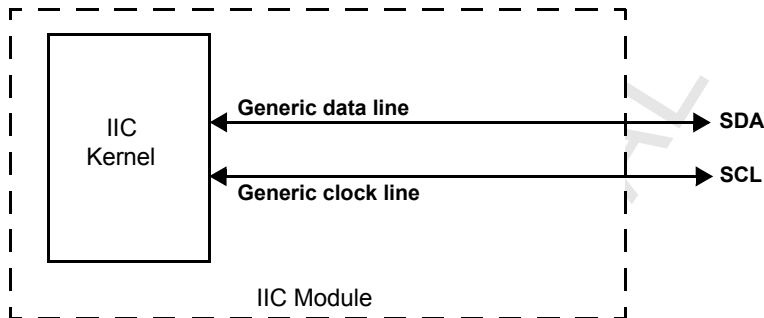 Generic data line
SDA
IIC
Kernel
SCL
Generic clock line
IIC Module